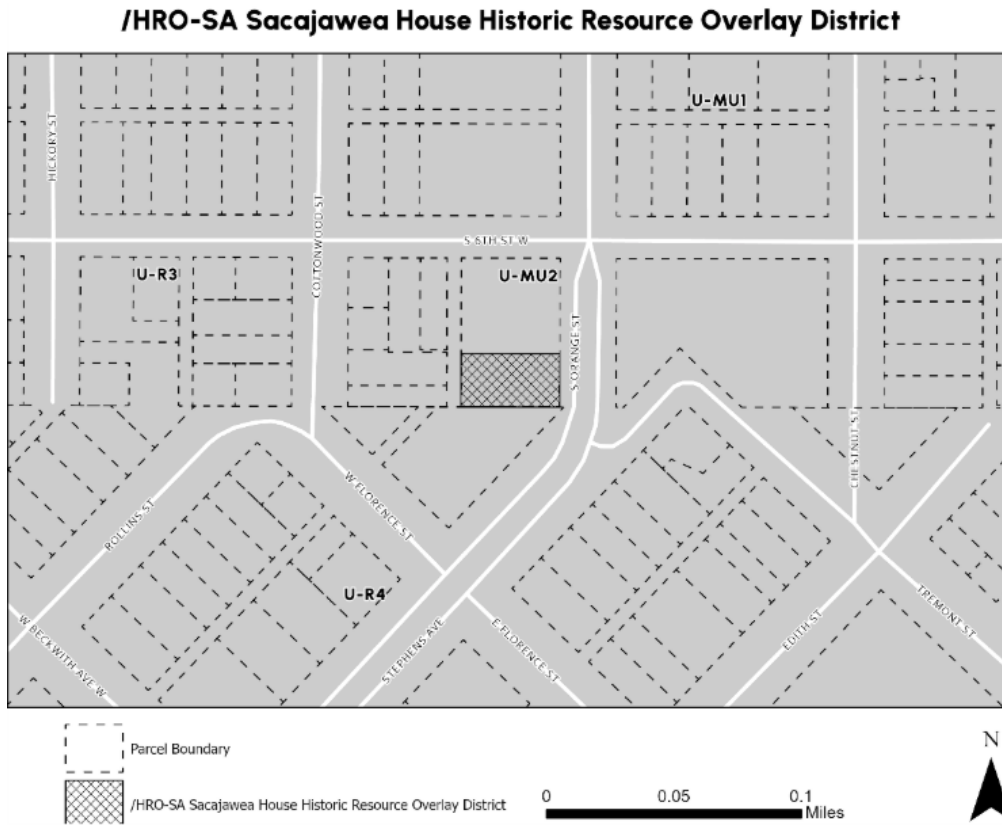 /HRO-SA Sacajawea House Historic Resource Overlay District
U-MU1
HICKORY ST
COTTONWOOD ST
S 6TH ST W
U-R3
U-MU2
S ORANGE ST
CHESTNUT ST
ROLLINS ST
W FLORENCE ST
U-R4
W BECKWITH AVE W
STEPHENS AVE
E FLORENCE ST
EDITH ST
TREMONT ST
Parcel Boundary
/HRO-SA Sacajawea House Historic Resource Overlay District
0 0.05 0.1
Miles
N